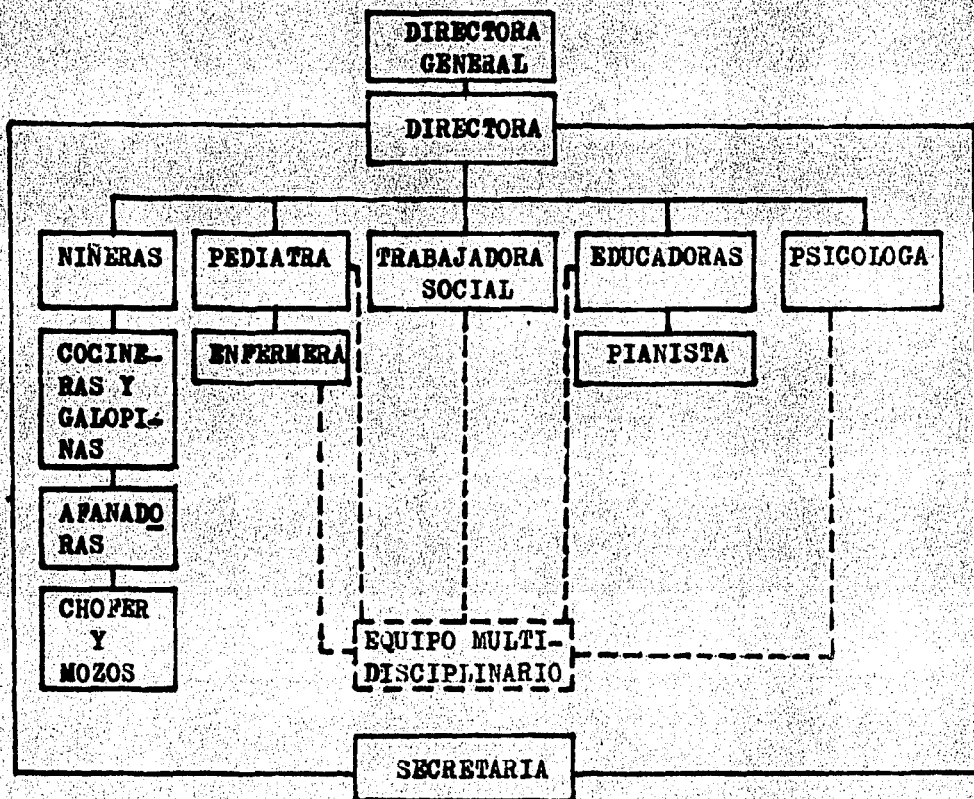 DIRECTORA
GENERAL
DIRECTORA
NIÑERAS
PEDIATRA
TRABAJADORA
SOCIAL
EDUCADORAS
PSICOLOGA
COCINE-
RAS Y
GALOPI-
NAS
ENFERMERA
PIANISTA
AFANADO
RAS
CHOFER
Y
MOZOS
EQUIPO MULTI-
DISCIPLINARIO
SECRETARIA